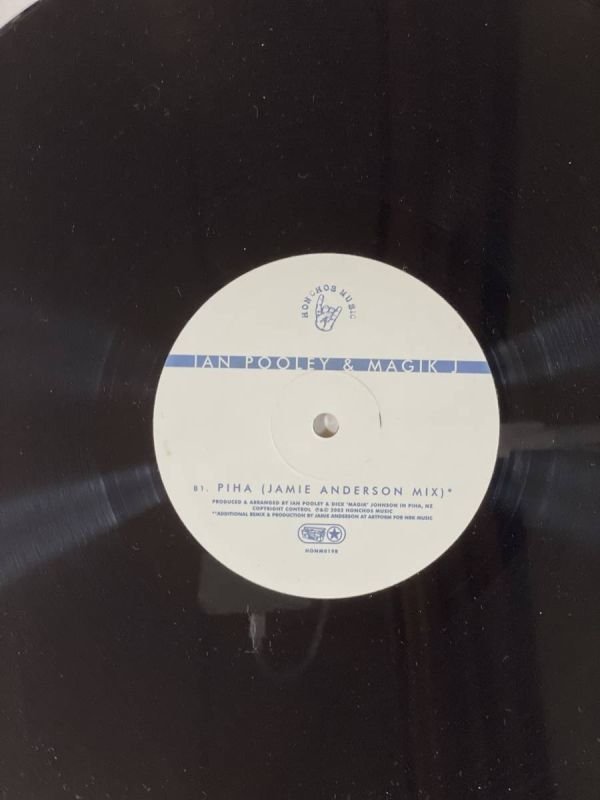 HONCHOS MUSIC
IAN POOLEY & MAGIK J
B1. PIHA (JAMIE ANDERSON MIX)*
PRODUCED & ARRANGED BY IAN POOLEY & DICK 'MAGIK' JOHNSON IN PIHA, NZ
COPYRIGHT CONTROL ℗&© 2002 HONCHOS MUSIC
*ADDITIONAL REMIX & PRODUCTION BY JAMIE ANDERSON AT ARTFORM FOR NRK MUSIC
HONM019R